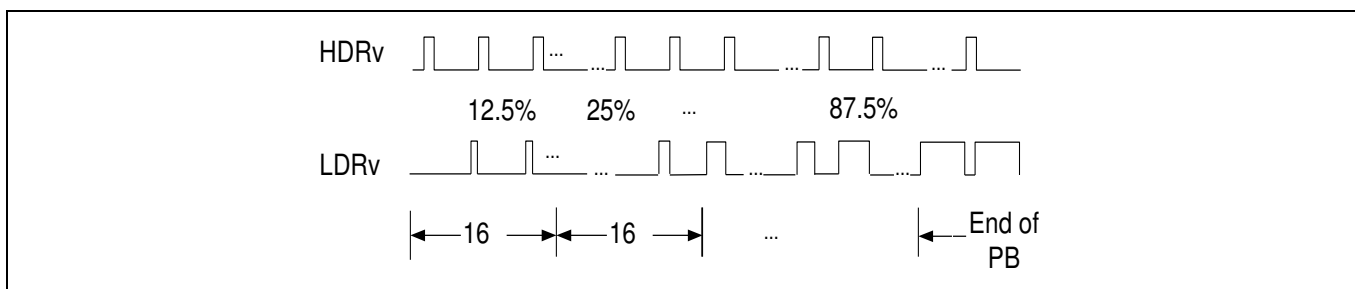 HDRv ... ... ... ...
12.5% 25% ... 87.5%
LDRv ... ... ... ...
16 16 ... End of
PB